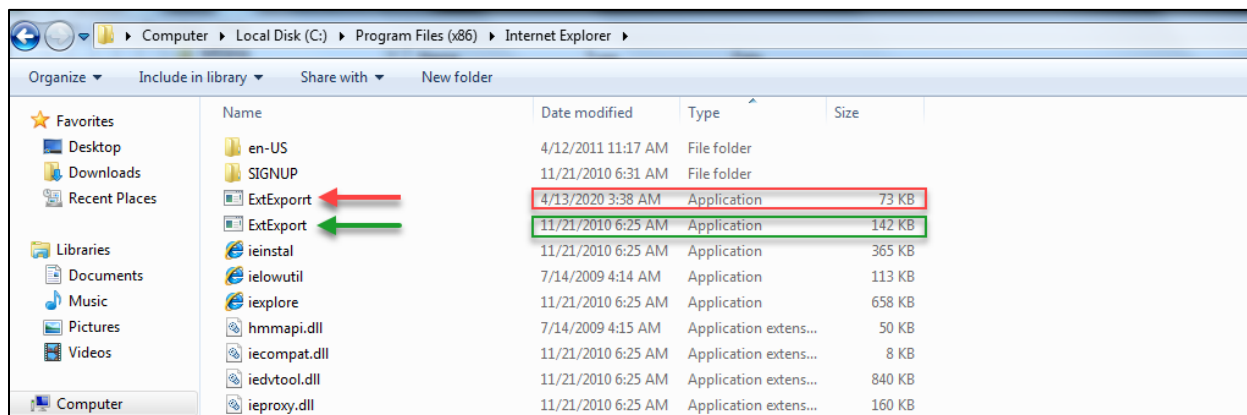 Computer Local Disk (C:) Program Files (x86) Internet Explorer
Organize Include in library Share with New folder
Favorites
Desktop
Downloads
Recent Places
Libraries
Documents
Music
Pictures
Videos
Computer
Name Date modified Type Size
en-US 4/12/2011 11:17 AM File folder
SIGNUP 11/21/2010 6:31 AM File folder
ExtExporrt 4/13/2020 3:38 AM Application 73 KB
ExtExport 11/21/2010 6:25 AM Application 142 KB
ieinstal 11/21/2010 6:25 AM Application 365 KB
ielowutil 7/14/2009 4:14 AM Application 113 KB
iexplore 11/21/2010 6:25 AM Application 658 KB
hmmapi.dll 7/14/2009 4:15 AM Application extens... 50 KB
iecompat.dll 11/21/2010 6:25 AM Application extens... 8 KB
iedvtool.dll 11/21/2010 6:25 AM Application extens... 840 KB
ieproxy.dll 11/21/2010 6:25 AM Application extens... 160 KB